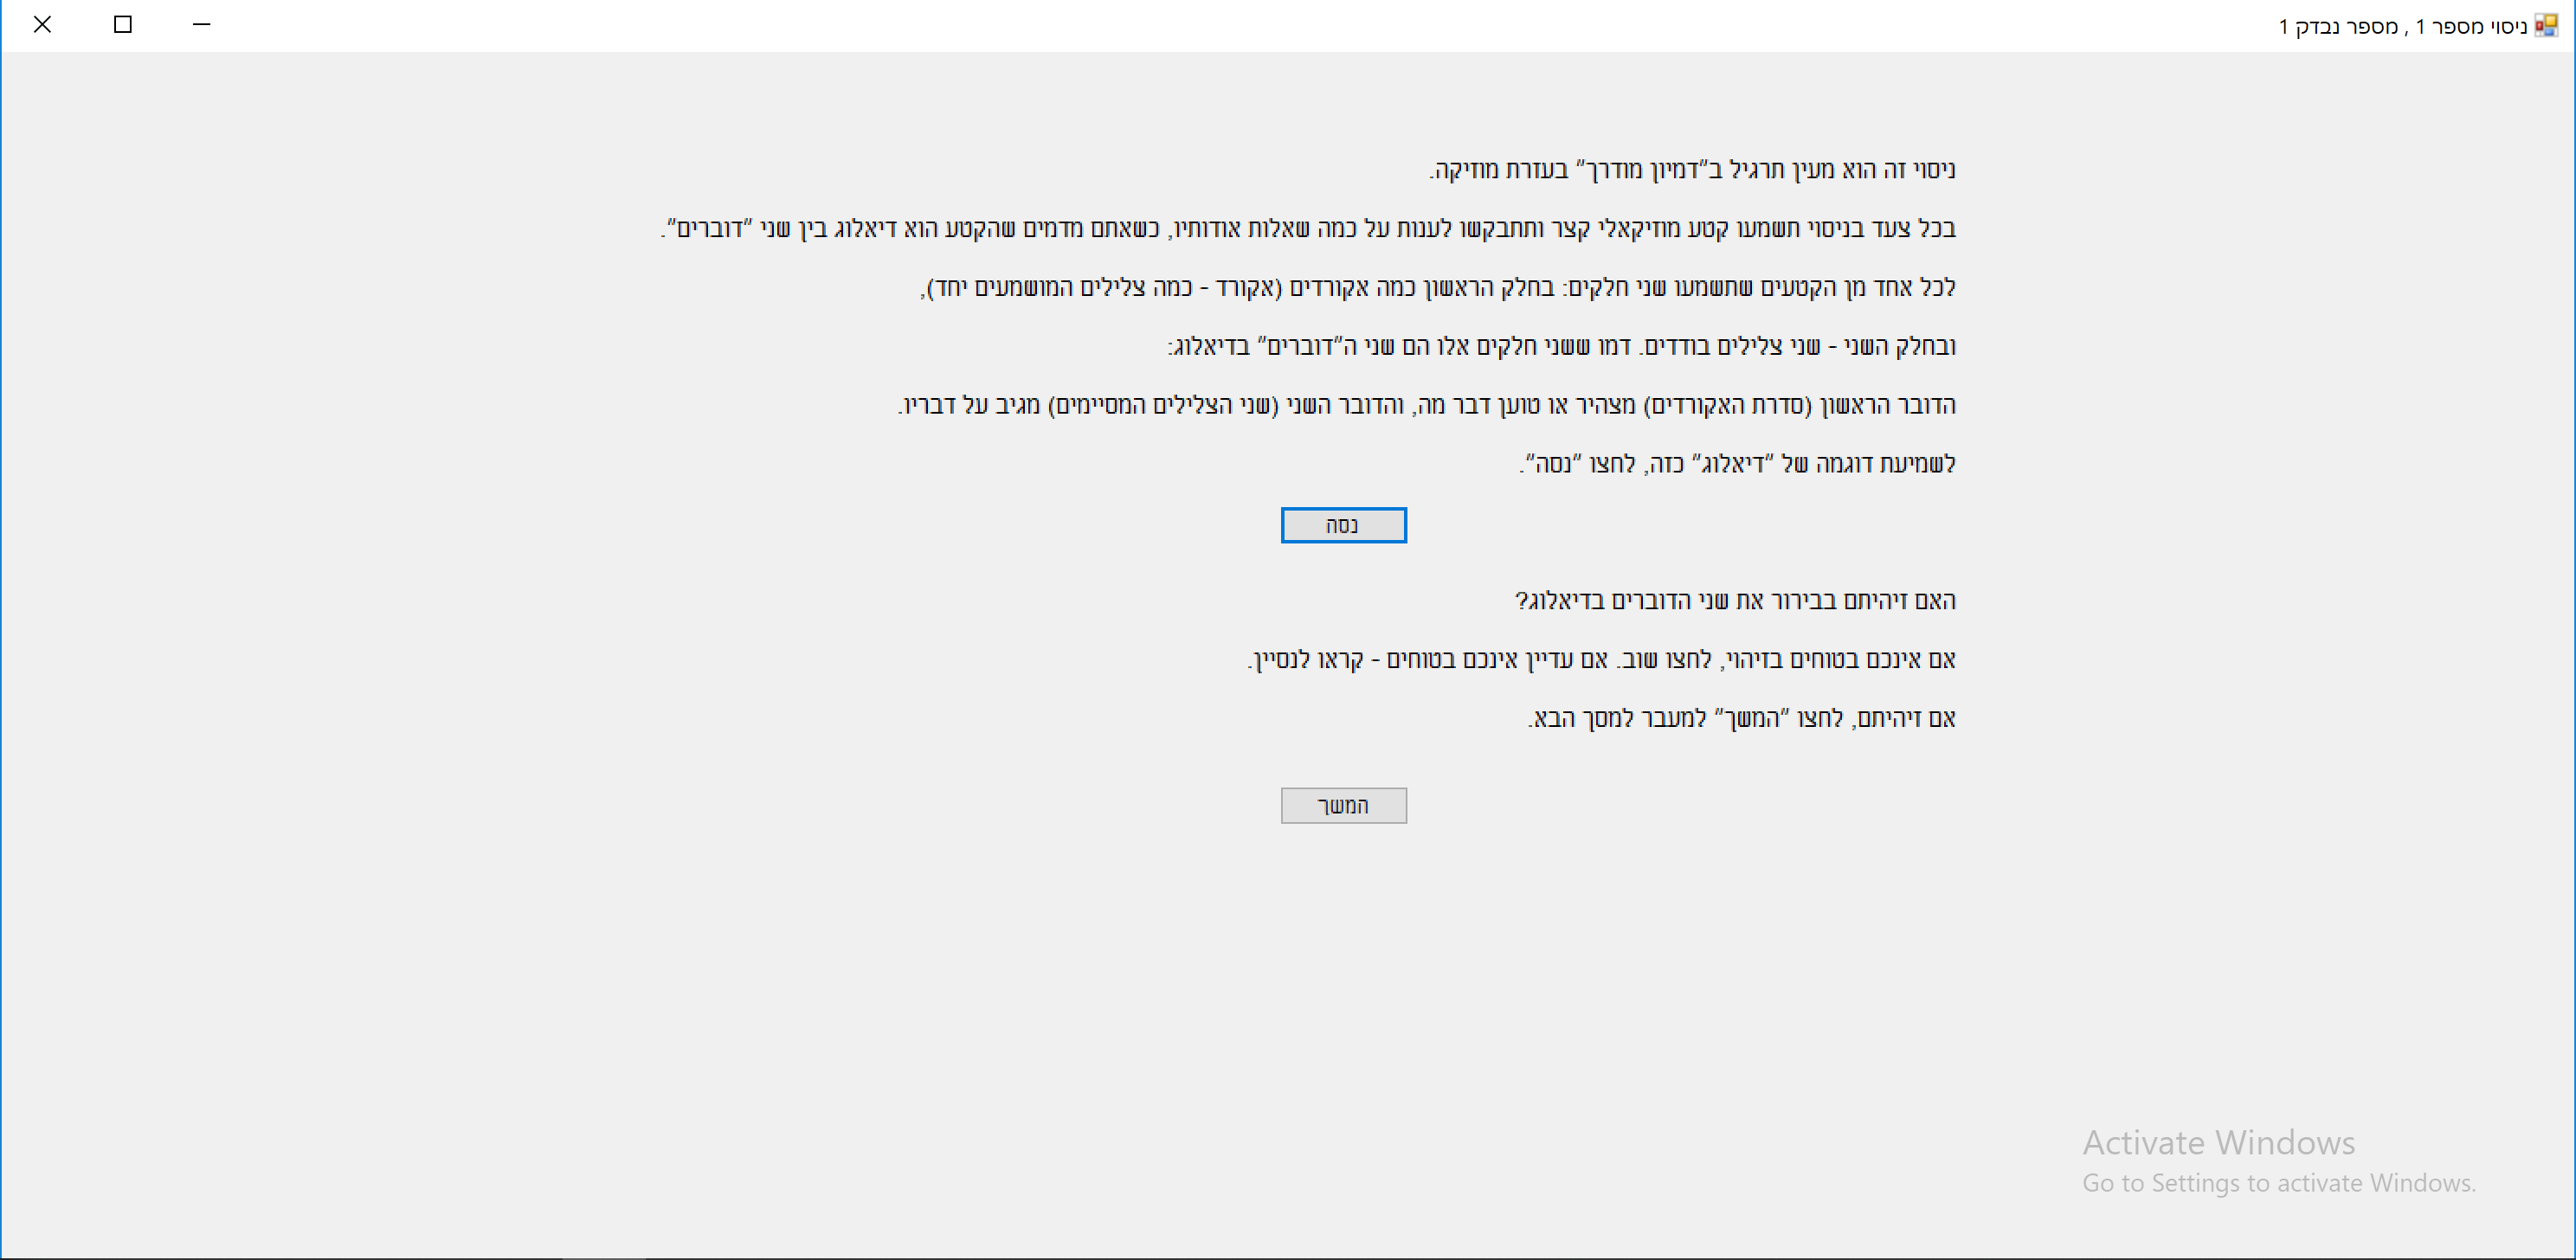 ניסוי מספר 1 , מספר נבדק 1
ניסוי זה הוא מעין תרגיל ב"דמיון מודרך" בעזרת מוזיקה.
בכל צעד בניסוי תשמעו קטע מוזיקאלי קצר ותתבקשו לענות על כמה שאלות אודותיו, כשאתם מדמים שהקטע הוא דיאלוג בין שני "דוברים".
לכל אחד מן הקטעים שתשמעו שני חלקים: בחלק הראשון כמה אקורדים (אקורד - כמה צלילים המושמעים יחד),
ובחלק השני - שני צלילים בודדים. דמו ששני חלקים אלו הם שני ה"דוברים" בדיאלוג:
הדובר הראשון (סדרת האקורדים) מצהיר או טוען דבר מה, והדובר השני (שני הצלילים המסיימים) מגיב על דבריו.
לשמיעת דוגמה של "דיאלוג" כזה, לחצו "נסה".
נסה
האם זיהיתם בבירור את שני הדוברים בדיאלוג?
אם אינכם בטוחים בזיהוי, לחצו שוב. אם עדיין אינכם בטוחים - קראו לנסיין.
אם זיהיתם, לחצו "המשך" למעבר למסך הבא.
המשך
Activate Windows
Go to Settings to activate Windows.